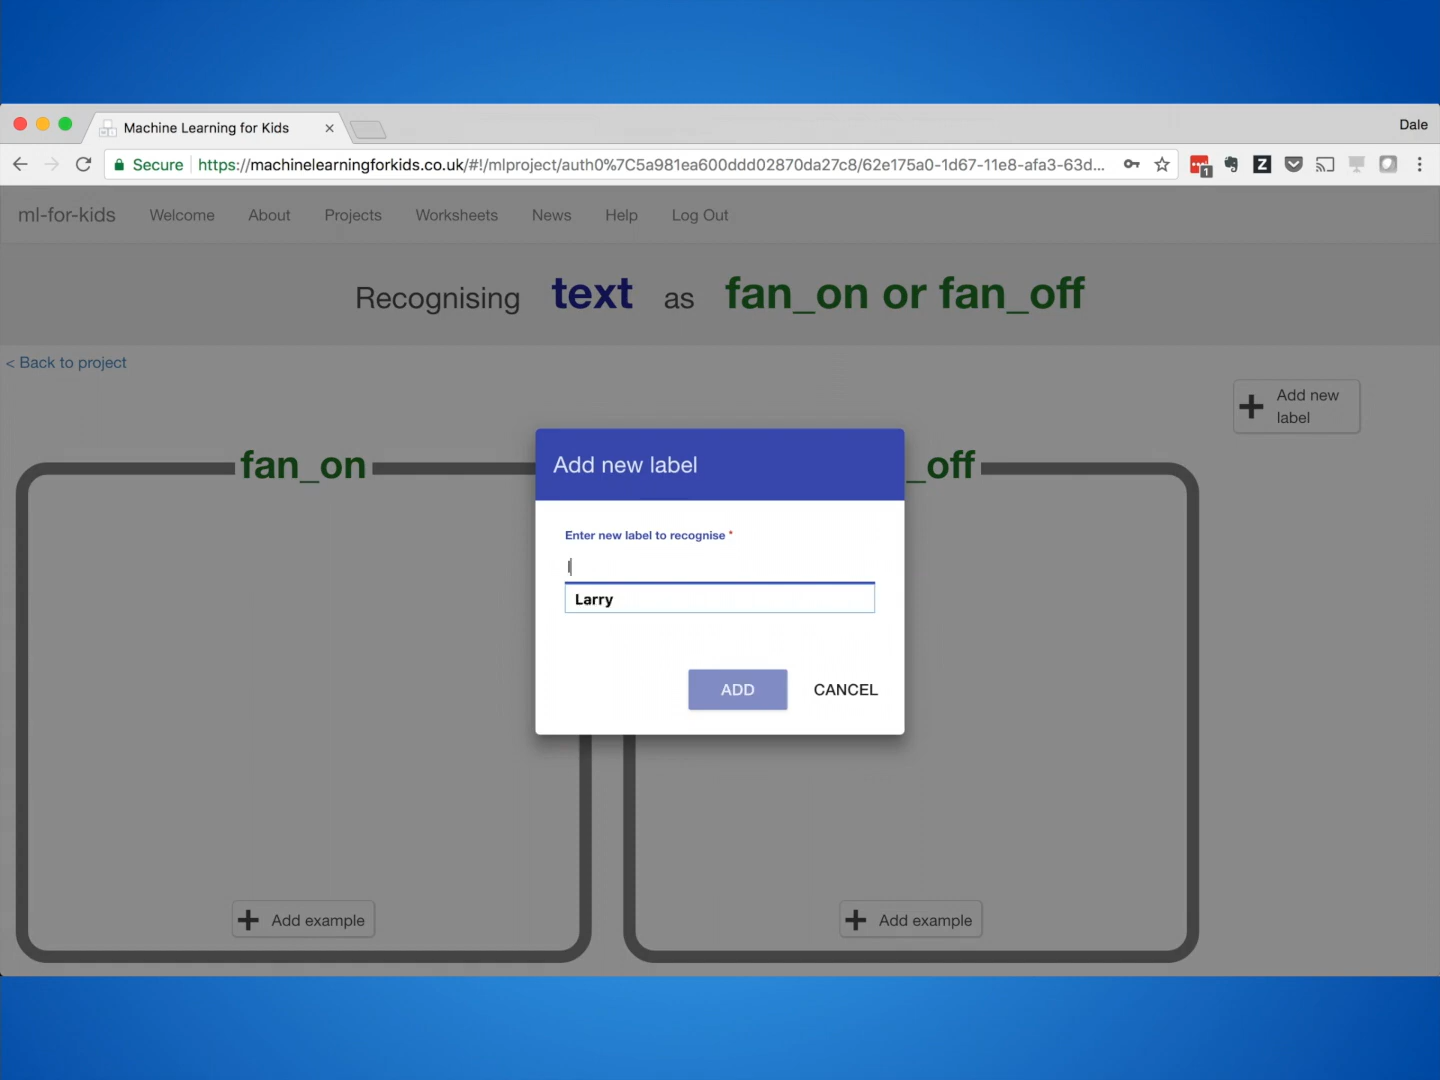 Machine Learning for Kids
Dale
Secure https://machinelearningforkids.co.uk/#!/mlproject/auth0%7C5a981ea600ddd02870da27c8/62e175a0-1d67-11e8-afa3-63d...
1
Z
ml-for-kids Welcome About Projects Worksheets News Help Log Out
Recognising text as fan_on or fan_off
< Back to project
Add new
label
fan_on
_off
Add new label
Enter new label to recognise *
l
Larry
ADD CANCEL
Add example
Add example